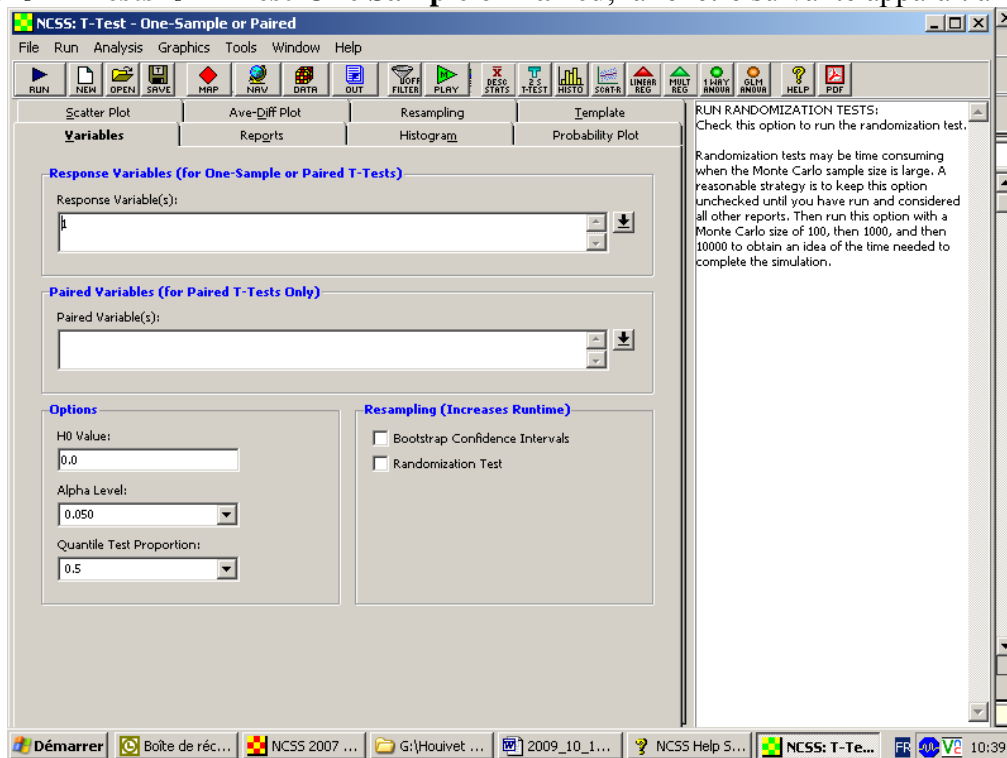 NCSS: T-Test - One-Sample or Paired
File Run Analysis Graphics Tools Window Help
RUN NEW OPEN SAVE MAP NAV DATA OUT FILTER PLAY DESC STATS 2 S T-TEST HISTO SCAT-R LINEAR REG MULT REG 1 WAY ANOVA GLM ANOVA HELP PDF
Scatter Plot Ave-Diff Plot Resampling Template
Variables Reports Histogram Probability Plot
Response Variables (for One-Sample or Paired T-Tests)
Response Variable(s):
1
Paired Variables (for Paired T-Tests Only)
Paired Variable(s):
Options
H0 Value:
0.0
Alpha Level:
0.050
Quantile Test Proportion:
0.5
Resampling (Increases Runtime)
Bootstrap Confidence Intervals
Randomization Test
RUN RANDOMIZATION TESTS:
Check this option to run the randomization test.
Randomization tests may be time consuming
when the Monte Carlo sample size is large. A
reasonable strategy is to keep this option
unchecked until you have run and considered
all other reports. Then run this option with a
Monte Carlo size of 100, then 1000, and then
10000 to obtain an idea of the time needed to
complete the simulation.
Démarrer Boîte de réc... NCSS 2007 ... G:\Houivet ... 2009_10_1... NCSS Help S... NCSS: T-Te... FR 10:39